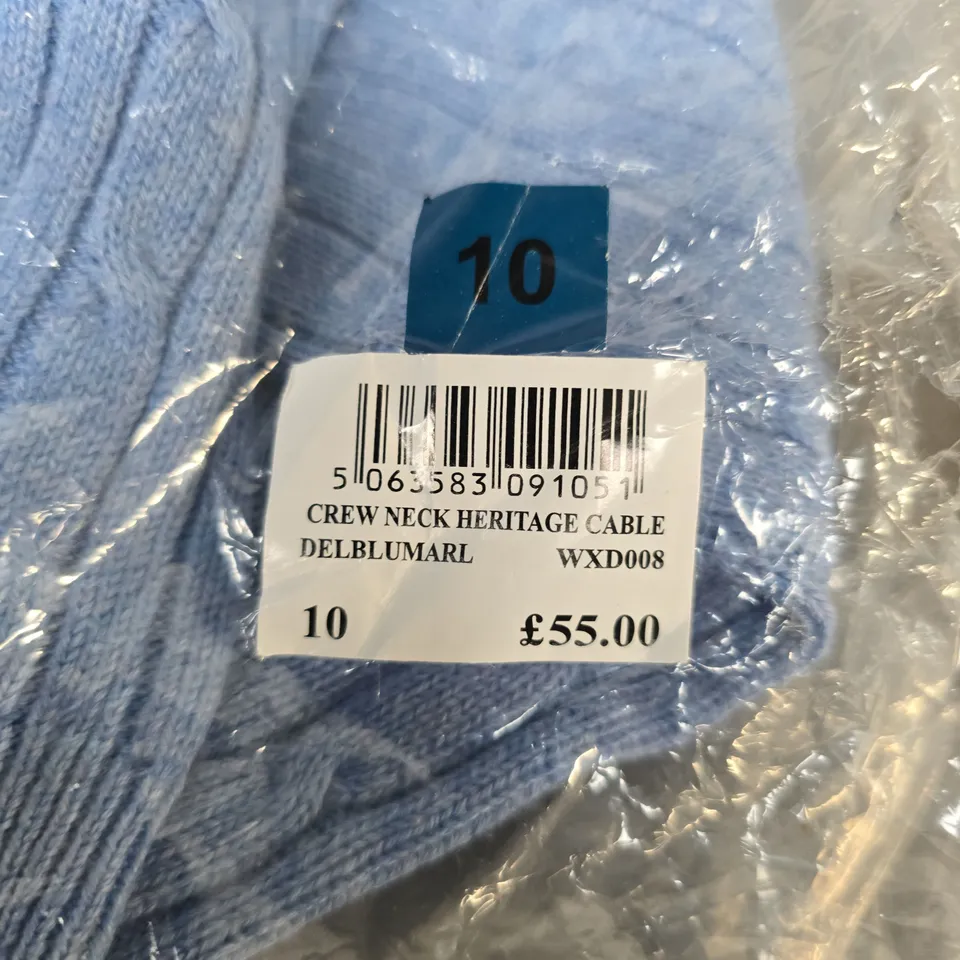 10
5 063583 091051
CREW NECK HERITAGE CABLE
DELBLUMARL WXD008
10 £55.00